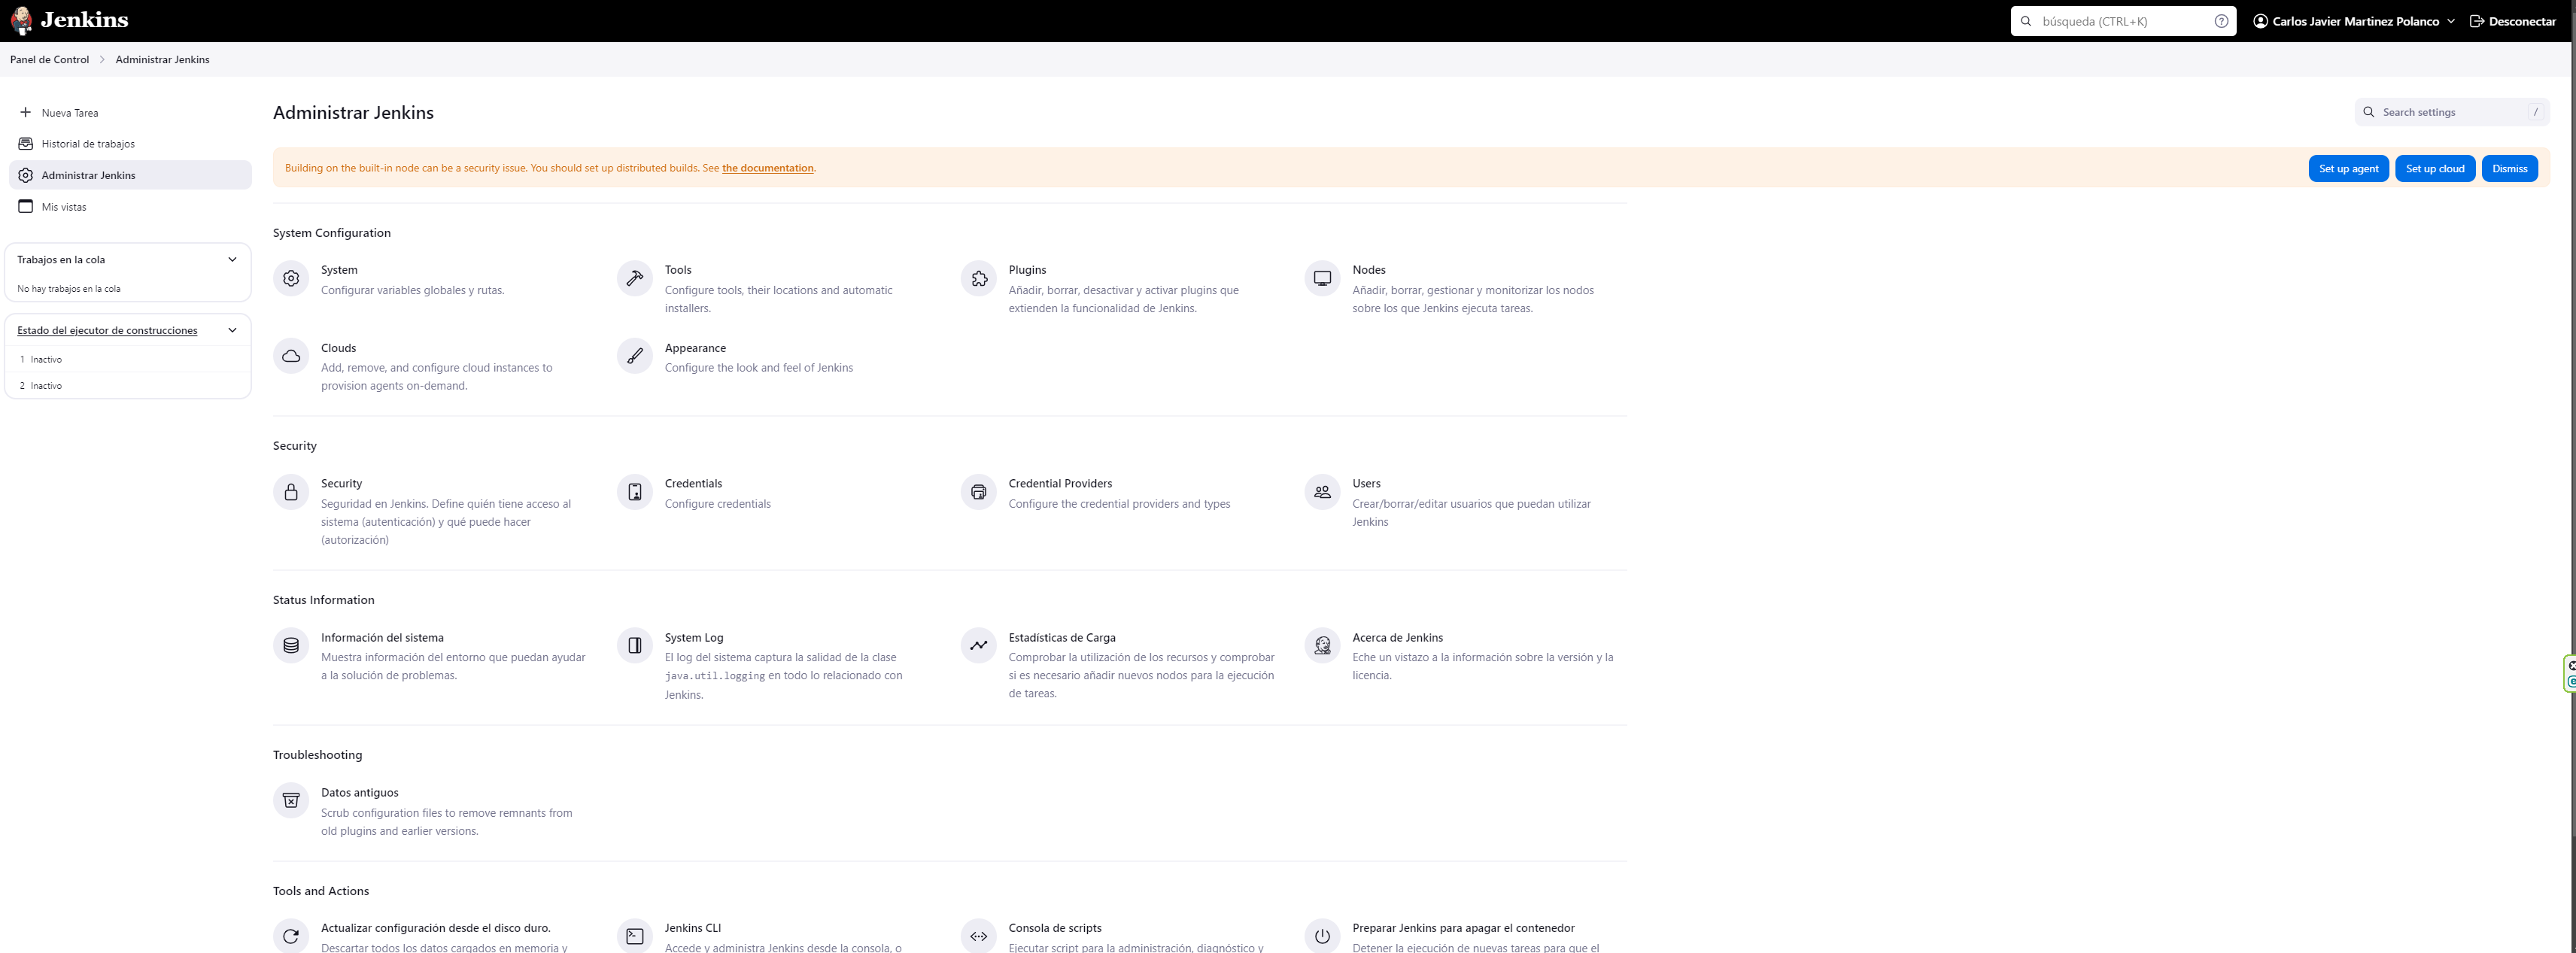 Jenkins
búsqueda (CTRL+K)
?
Carlos Javier Martinez Polanco
Desconectar
Panel de Control
Administrar Jenkins
Nueva Tarea
Historial de trabajos
Administrar Jenkins
Mis vistas
Trabajos en la cola
No hay trabajos en la cola
Estado del ejecutor de construcciones
1 Inactivo
2 Inactivo
Administrar Jenkins
Search settings
/
Building on the built-in node can be a security issue. You should set up distributed builds. See the documentation.
Set up agent
Set up cloud
Dismiss
System Configuration
System
Configurar variables globales y rutas.
Tools
Configure tools, their locations and automatic
installers.
Plugins
Añadir, borrar, desactivar y activar plugins que
extienden la funcionalidad de Jenkins.
Nodes
Añadir, borrar, gestionar y monitorizar los nodos
sobre los que Jenkins ejecuta tareas.
Clouds
Add, remove, and configure cloud instances to
provision agents on-demand.
Appearance
Configure the look and feel of Jenkins
Security
Security
Seguridad en Jenkins. Define quién tiene acceso al
sistema (autenticación) y qué puede hacer
(autorización)
Credentials
Configure credentials
Credential Providers
Configure the credential providers and types
Users
Crear/borrar/editar usuarios que puedan utilizar
Jenkins
Status Information
Información del sistema
Muestra información del entorno que puedan ayudar
a la solución de problemas.
System Log
El log del sistema captura la salida de la clase
java.util.logging en todo lo relacionado con
Jenkins.
Estadísticas de Carga
Comprobar la utilización de los recursos y comprobar
si es necesario añadir nuevos nodos para la ejecución
de tareas.
Acerca de Jenkins
Eche un vistazo a la información sobre la versión y la
licencia.
Troubleshooting
Datos antiguos
Scrub configuration files to remove remnants from
old plugins and earlier versions.
Tools and Actions
Actualizar configuración desde el disco duro.
Descartar todos los datos cargados en memoria y
Jenkins CLI
Accede y administra Jenkins desde la consola, o
Consola de scripts
Ejecutar script para la administración, diagnóstico y
Preparar Jenkins para apagar el contenedor
Detener la ejecución de nuevas tareas para que el